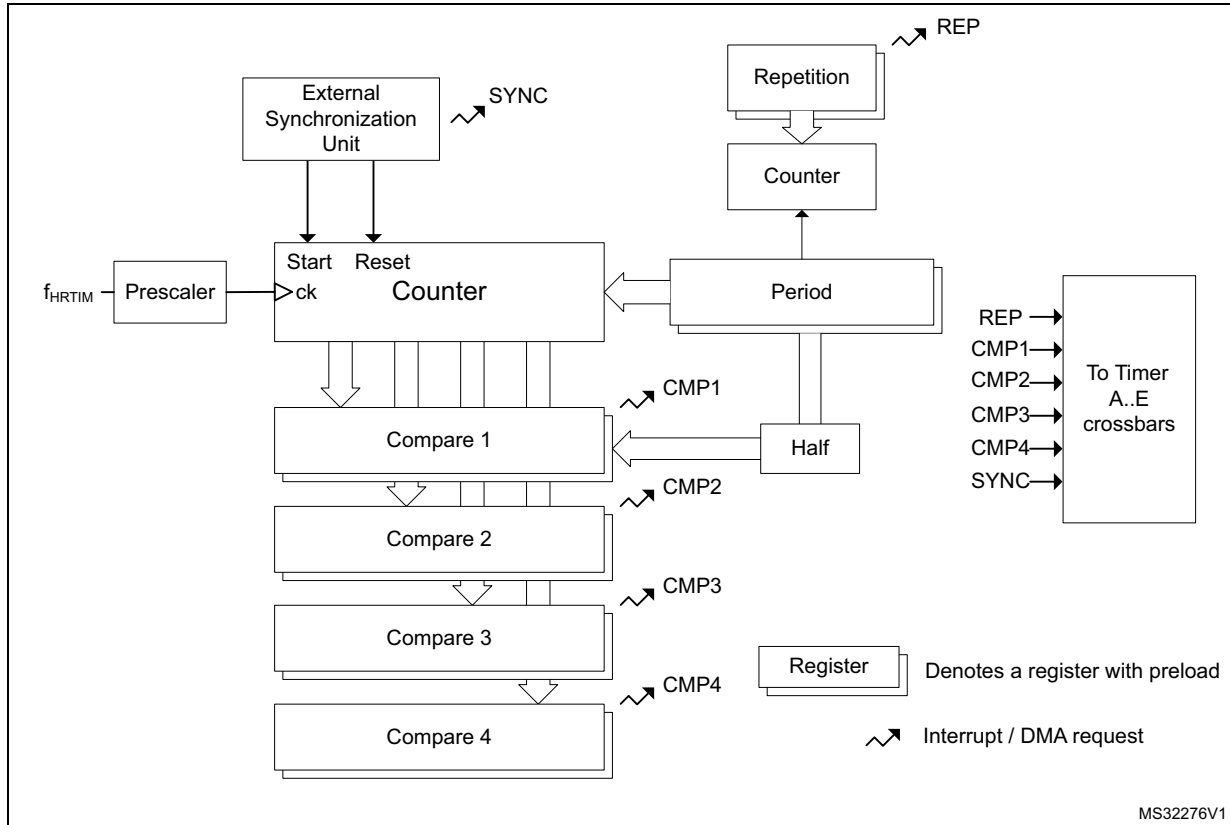 REP
Repetition
External
Synchronization
Unit
SYNC
Counter
Start Reset
f_HRTIM
Prescaler
ck
Counter
Period
REP
CMP1
CMP2
CMP3
CMP4
SYNC
To Timer
A..E
crossbars
CMP1
Compare 1
Half
CMP2
Compare 2
CMP3
Compare 3
Register
Denotes a register with preload
CMP4
Compare 4
Interrupt / DMA request
MS32276V1